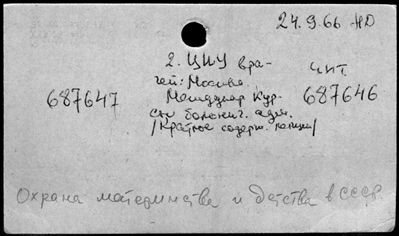 24.9.66 НО
2. ЦИУ вра-
чей: Москва. чит.
687647 Междунар кур- 687646
сы больниг. адм.
/Краткое содерж. лекции/
Охрана материнства и детства в СССР.